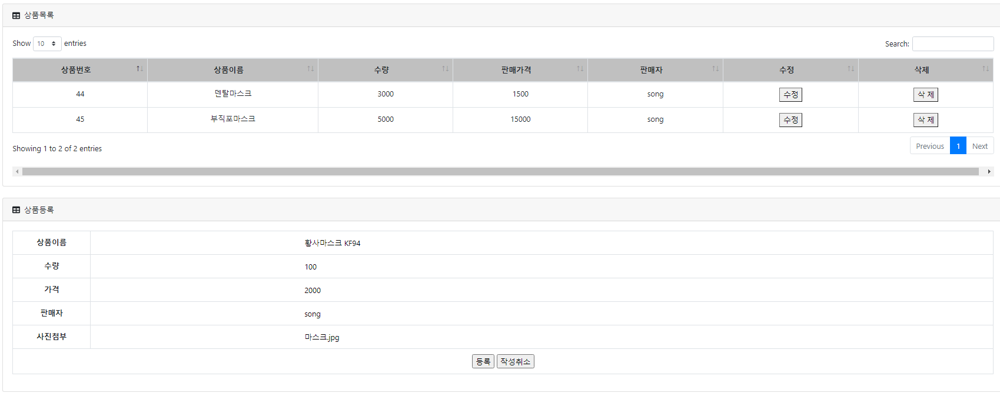 상품목록
Show 10 entries Search:
상품번호 상품이름 수량 판매가격 판매자 수정 삭제
44 덴탈마스크 3000 1500 song 수정 삭 제
45 부직포마스크 5000 15000 song 수정 삭 제
Showing 1 to 2 of 2 entries Previous 1 Next
상품등록
상품이름 황사마스크 KF94
수량 100
가격 2000
판매자 song
사진첨부 마스크.jpg
등록 작성취소